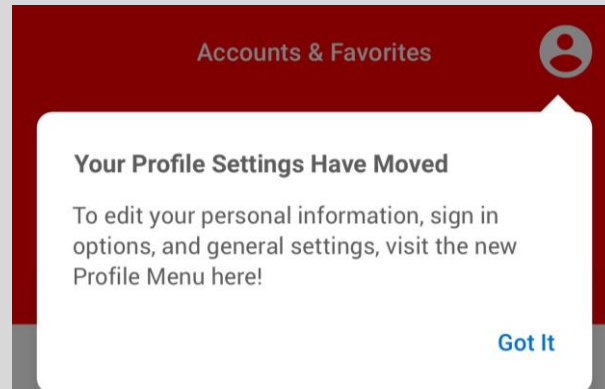 Accounts & Favorites
Your Profile Settings Have Moved
To edit your personal information, sign in
options, and general settings, visit the new
Profile Menu here!
Got It